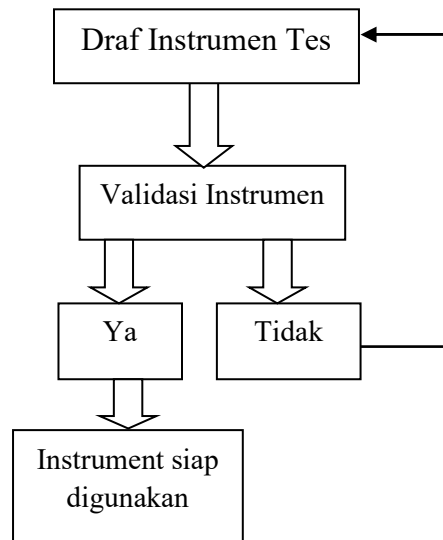 Draf Instrumen Tes
Validasi Instrumen
Ya
Tidak
Instrument siap
digunakan